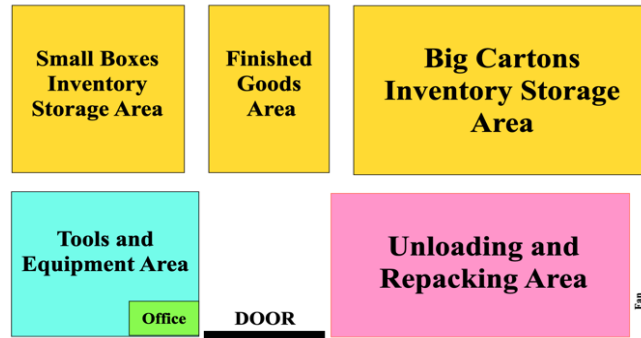 Small Boxes
Inventory
Storage Area
Finished
Goods
Area
Big Cartons
Inventory Storage
Area
Tools and
Equipment Area
Office
DOOR
Unloading and
Repacking Area
Fan